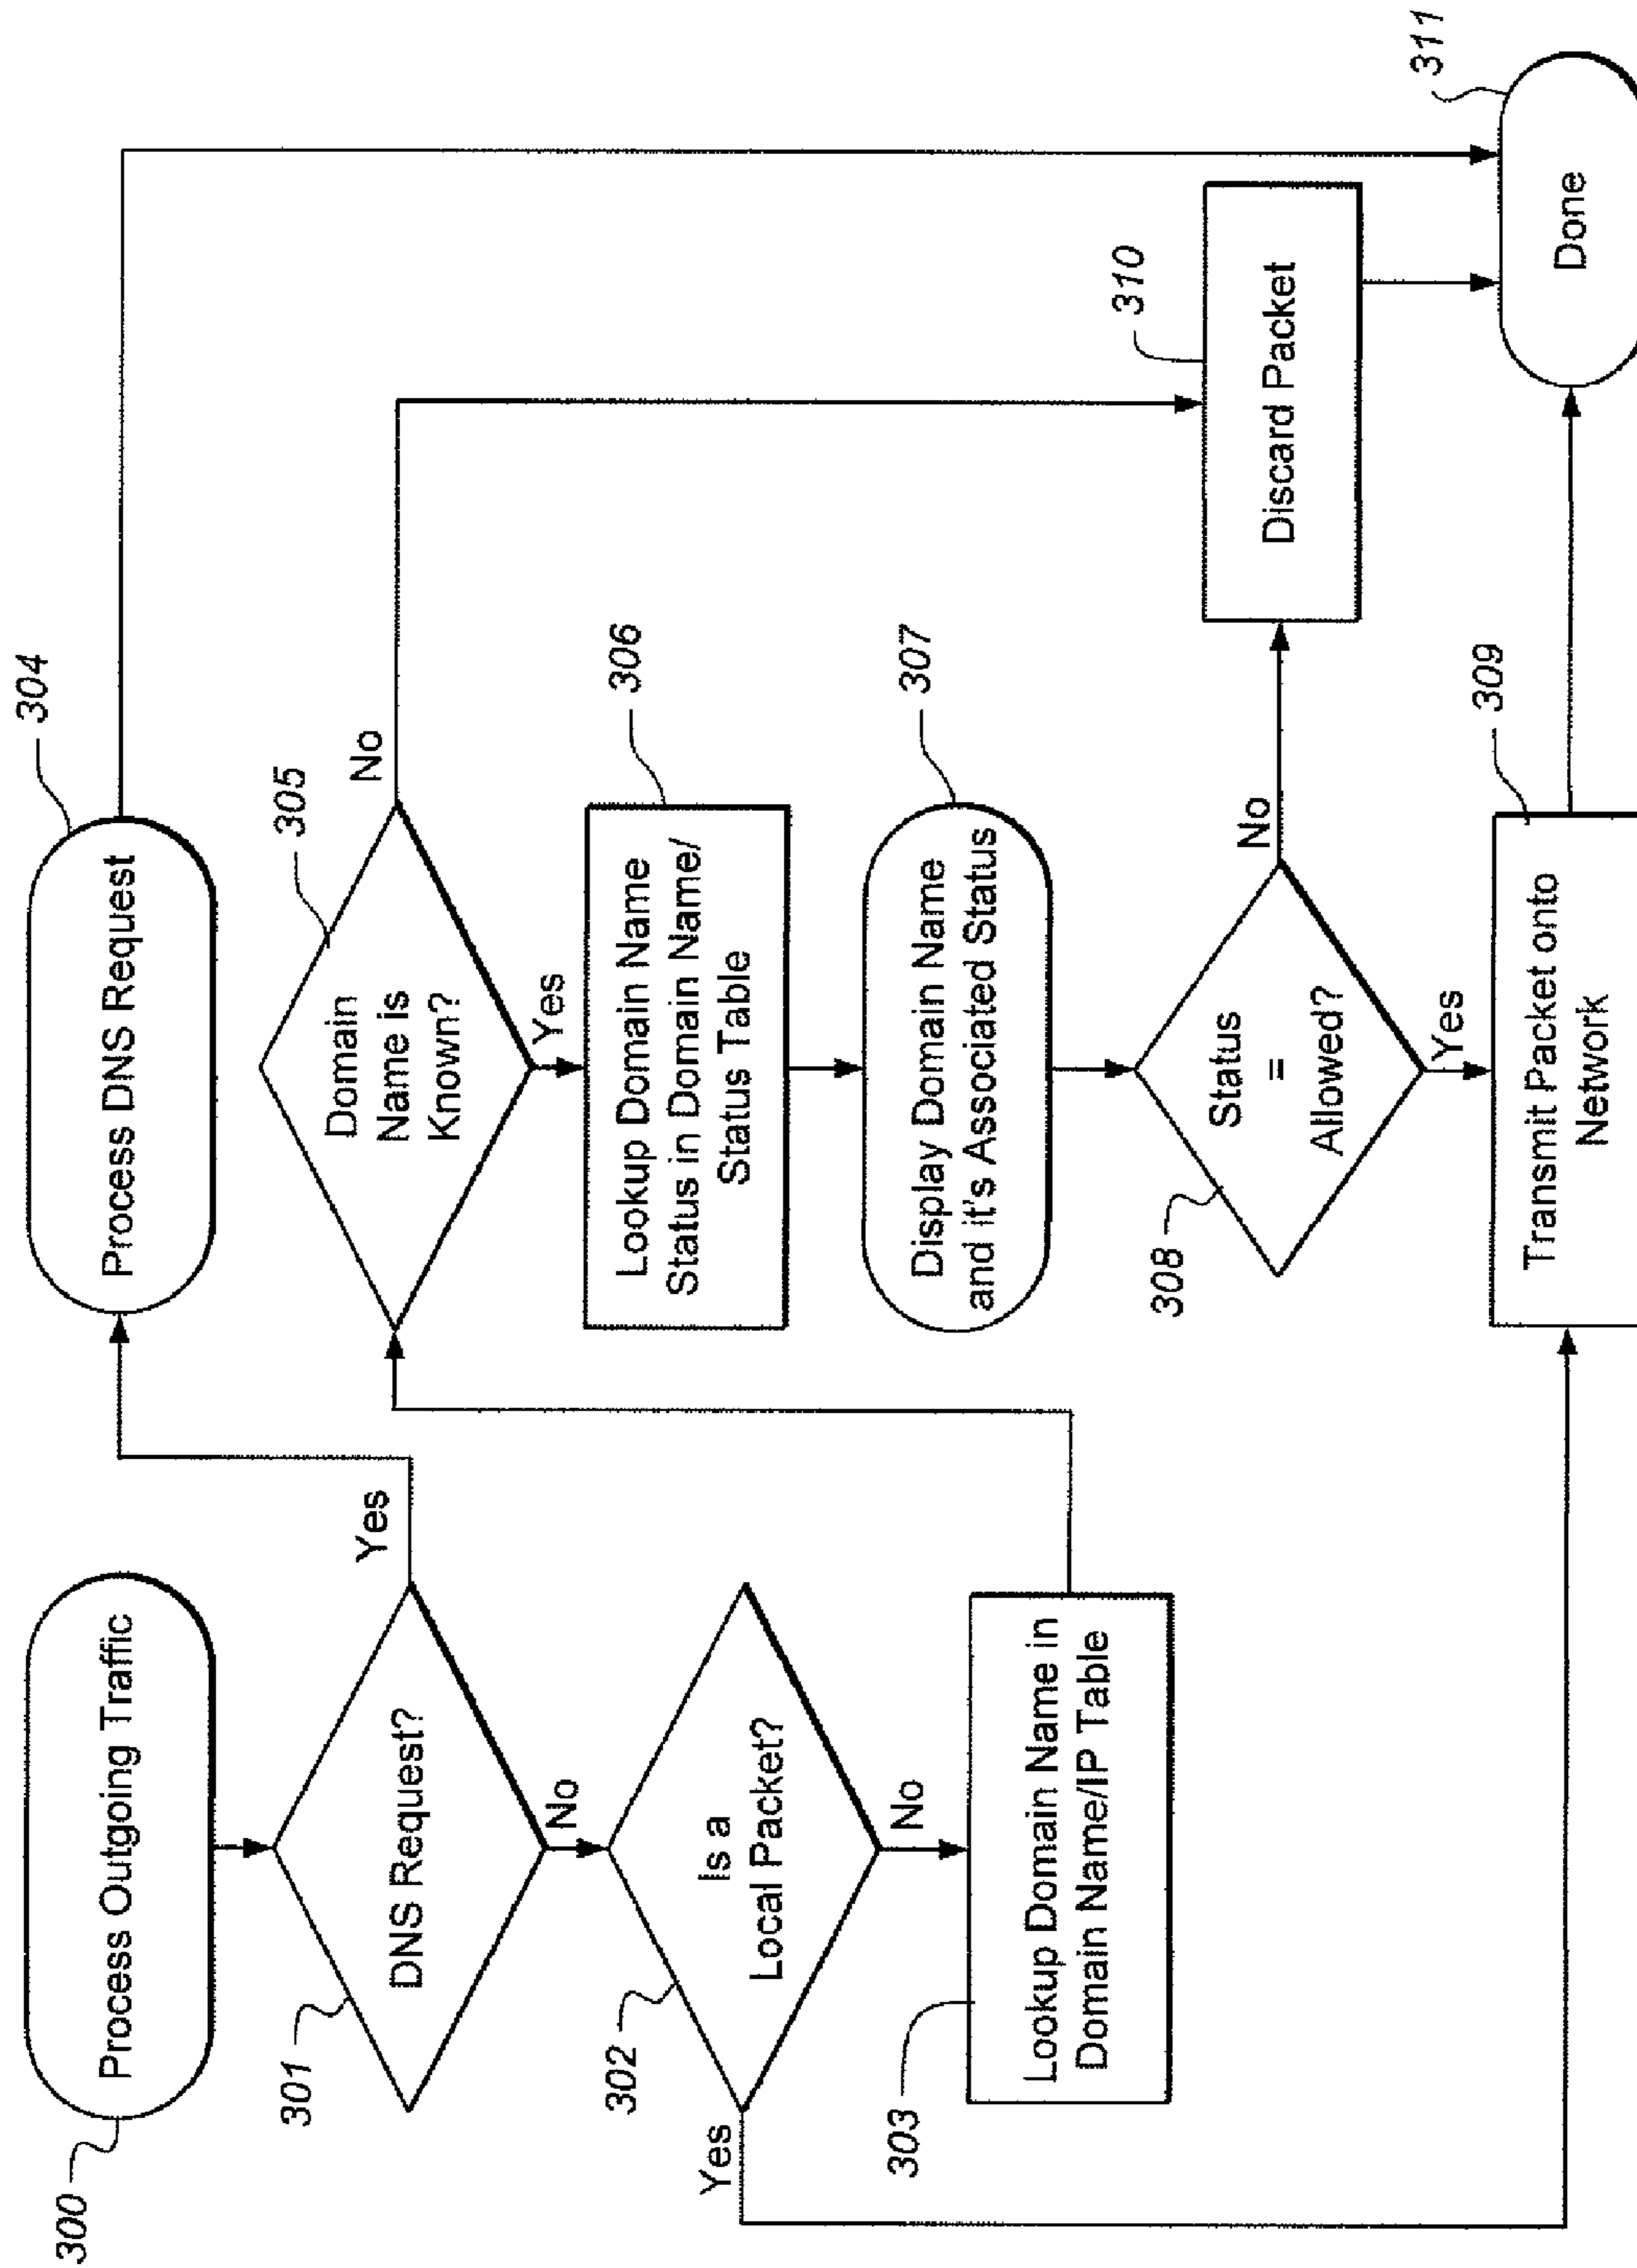 300
Process Outgoing Traffic
301
DNS Request?
Yes
No
302
Is a
Local Packet?
Yes
No
303
Lookup Domain Name in
Domain Name/IP Table
304
Process DNS Request
305
Domain
Name is
Known?
No
Yes
306
Lookup Domain Name
Status in Domain Name/
Status Table
307
Display Domain Name
and it's Associated Status
308
Status
=
Allowed?
No
Yes
309
Transmit Packet onto
Network
310
Discard Packet
311
Done